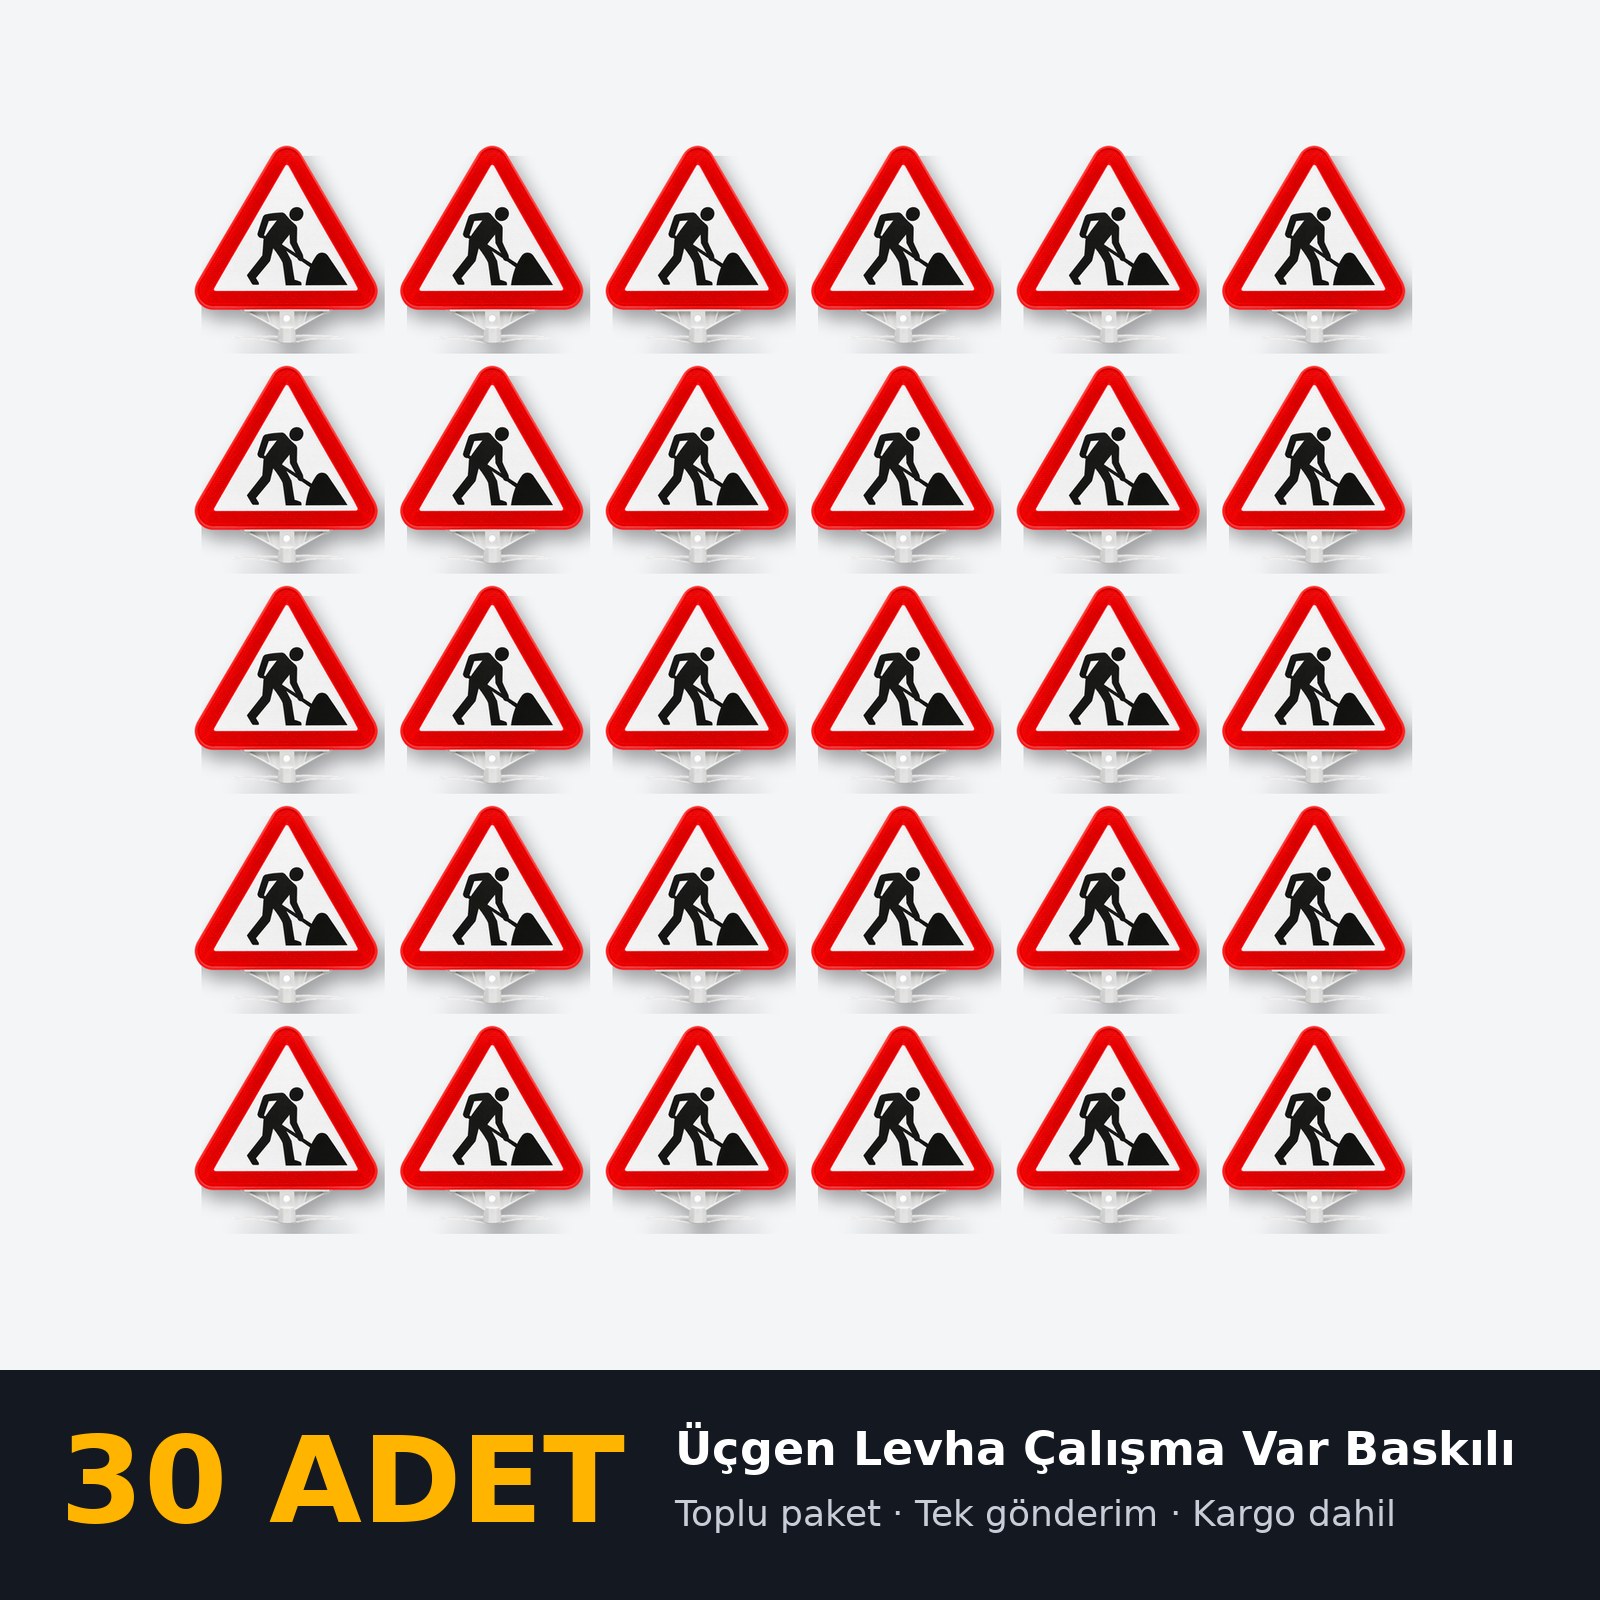 30 ADET
Üçgen Levha Çalışma Var Baskılı
Toplu paket · Tek gönderim · Kargo dahil